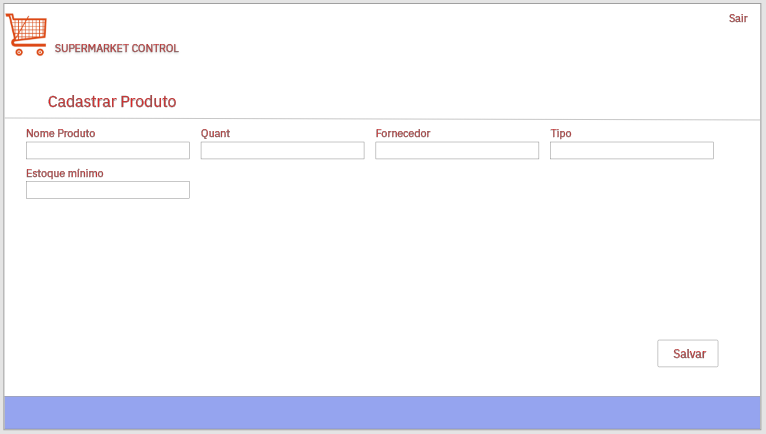 Sair
SUPERMARKET CONTROL
Cadastrar Produto
Nome Produto Quant Fornecedor Tipo
Estoque mínimo
Salvar